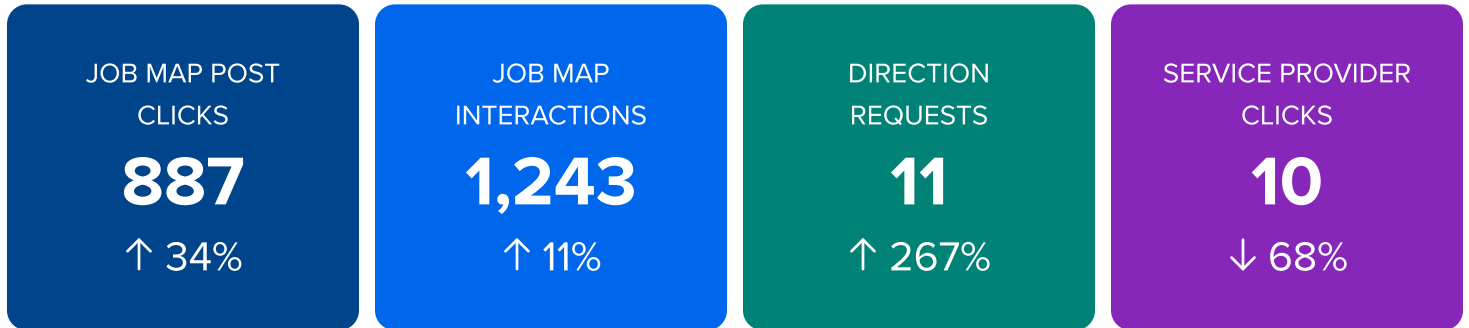 JOB MAP POST
CLICKS
887
↑ 34%
JOB MAP
INTERACTIONS
1,243
↑ 11%
DIRECTION
REQUESTS
11
↑ 267%
SERVICE PROVIDER
CLICKS
10
↓ 68%